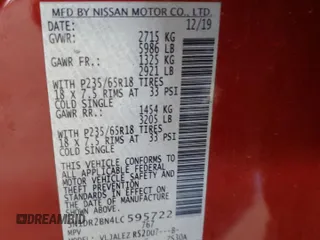 MFD BY NISSAN MOTOR CO., LTD.
DATE: 12/19
GVWR: 2715 KG
5986 LB
GAWR FR.: 1325 KG
2921 LB
WITH P235/65R18 TIRES
18 X 7.5 RIMS AT 33 PSI
COLD SINGLE
GAWR RR.: 1454 KG
3205 LB
WITH P235/65R18 TIRES
18 X 7.5 RIMS AT 33 PSI
COLD SINGLE
THIS VEHICLE CONFORMS TO ALL
APPLICABLE U.S. FEDERAL MOTOR
VEHICLE SAFETY AND THEFT
PREVENTION STANDARDS IN
EFFECT ON THE DATE OF
MANUFACTURE SHOWN ABOVE.
595722
MPV
DREAMBID